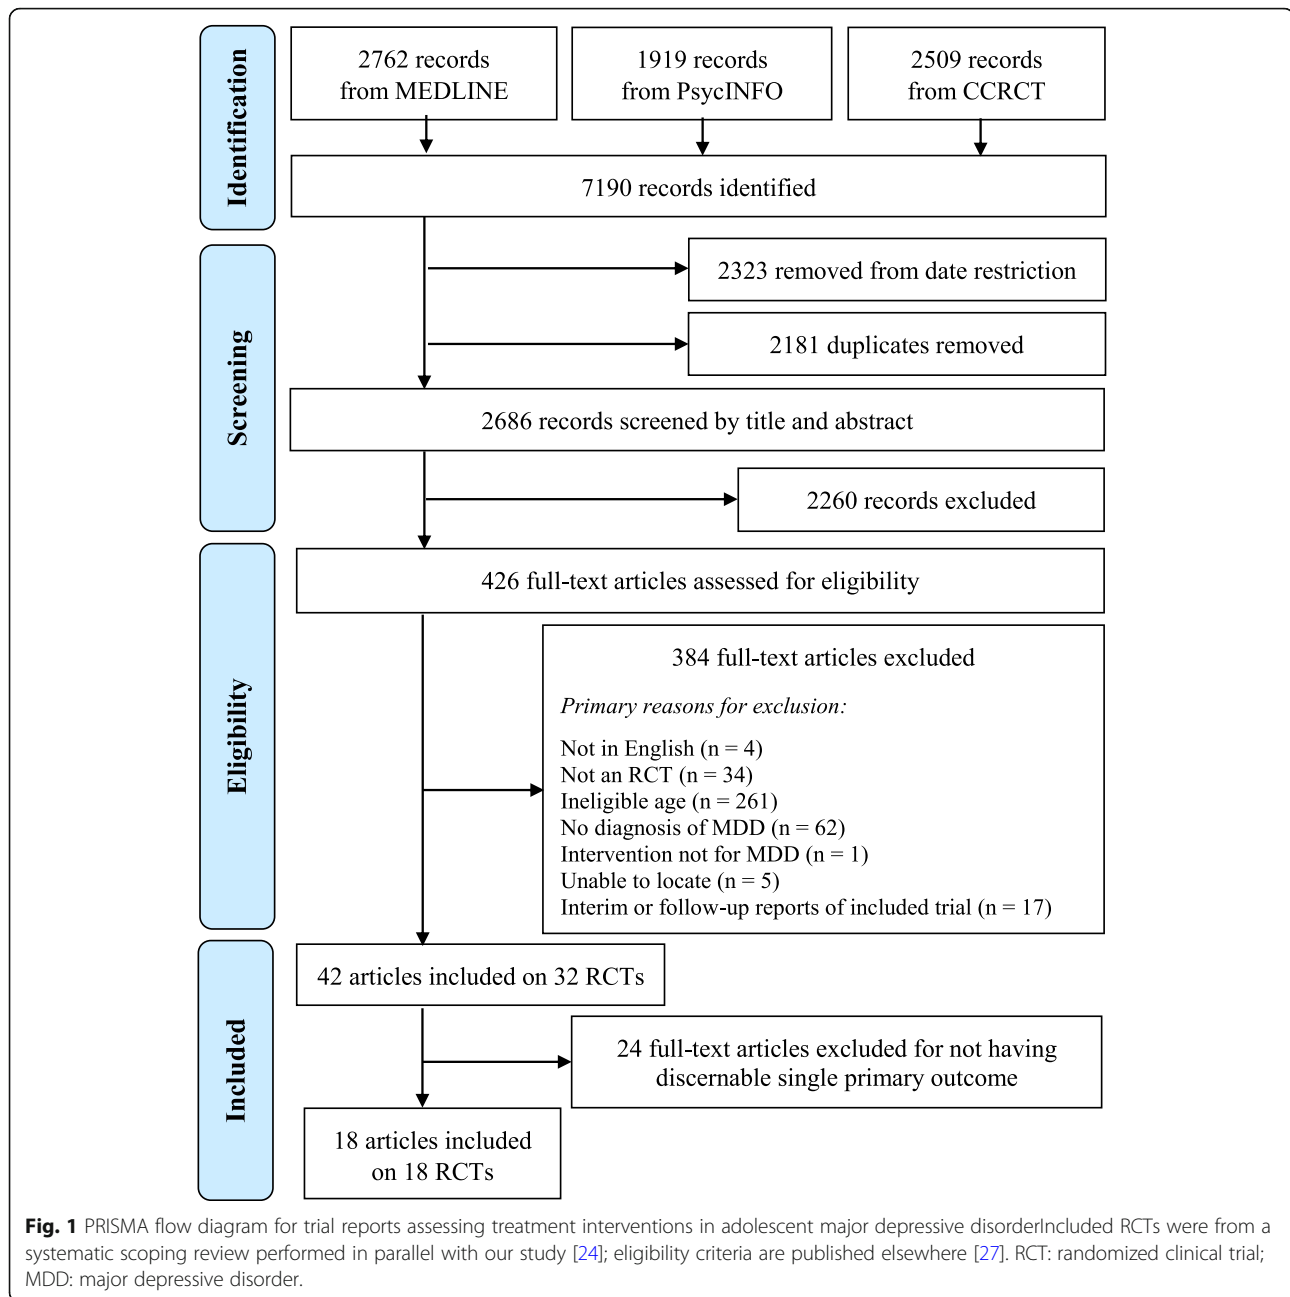 Identification
2762 records
from MEDLINE
1919 records
from PsycINFO
2509 records
from CCRCT
7190 records identified
Screening
2323 removed from date restriction
2181 duplicates removed
2686 records screened by title and abstract
2260 records excluded
Eligibility
426 full-text articles assessed for eligibility
384 full-text articles excluded
Primary reasons for exclusion:
Not in English (n = 4)
Not an RCT (n = 34)
Ineligible age (n = 261)
No diagnosis of MDD (n = 62)
Intervention not for MDD (n = 1)
Unable to locate (n = 5)
Interim or follow-up reports of included trial (n = 17)
Included
42 articles included on 32 RCTs
24 full-text articles excluded for not having
discernable single primary outcome
18 articles included
on 18 RCTs
Fig. 1 PRISMA flow diagram for trial reports assessing treatment interventions in adolescent major depressive disorderIncluded RCTs were from a
systematic scoping review performed in parallel with our study [24]; eligibility criteria are published elsewhere [27]. RCT: randomized clinical trial;
MDD: major depressive disorder.